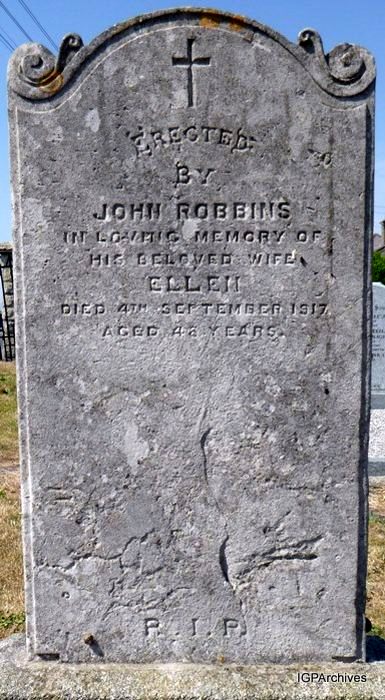 ERECTED
BY
JOHN ROBBINS
IN LOVING MEMORY OF
HIS BELOVED WIFE
ELLEN
DIED 4TH SEPTEMBER 1917
AGED 48 YEARS.
R.I.P.
IGPArchives